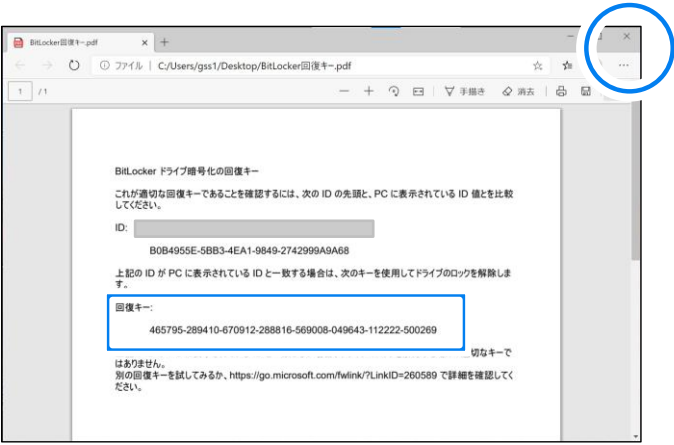 BitLocker回復キー.pdf
ファイル C:/Users/gss1/Desktop/BitLocker回復キー.pdf
1 /1 手描き 消去
BitLocker ドライブ暗号化の回復キー
これが適切な回復キーであることを確認するには、次の ID の先頭と、PC に表示されている ID 値とを比較
してください。
ID:
B0B4955E-5BB3-4EA1-9849-2742999A9A68
上記の ID が PC に表示されている ID と一致する場合は、次のキーを使用してドライブのロックを解除しま
す。
回復キー:
465795-289410-670912-288816-569008-049643-112222-500269
切なキーで
はありません。
別の回復キーを試してみるか、https://go.microsoft.com/fwlink/?LinkID=260589 で詳細を確認してく
ださい。